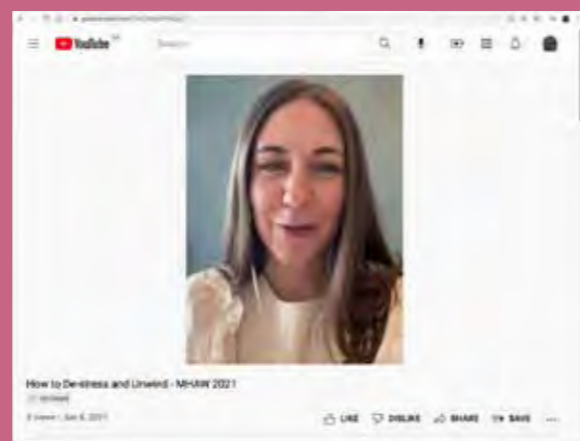 YouTube
Search
How to De-stress and Unwind - MHAW 2021
LIKE DISLIKE SHARE SAVE